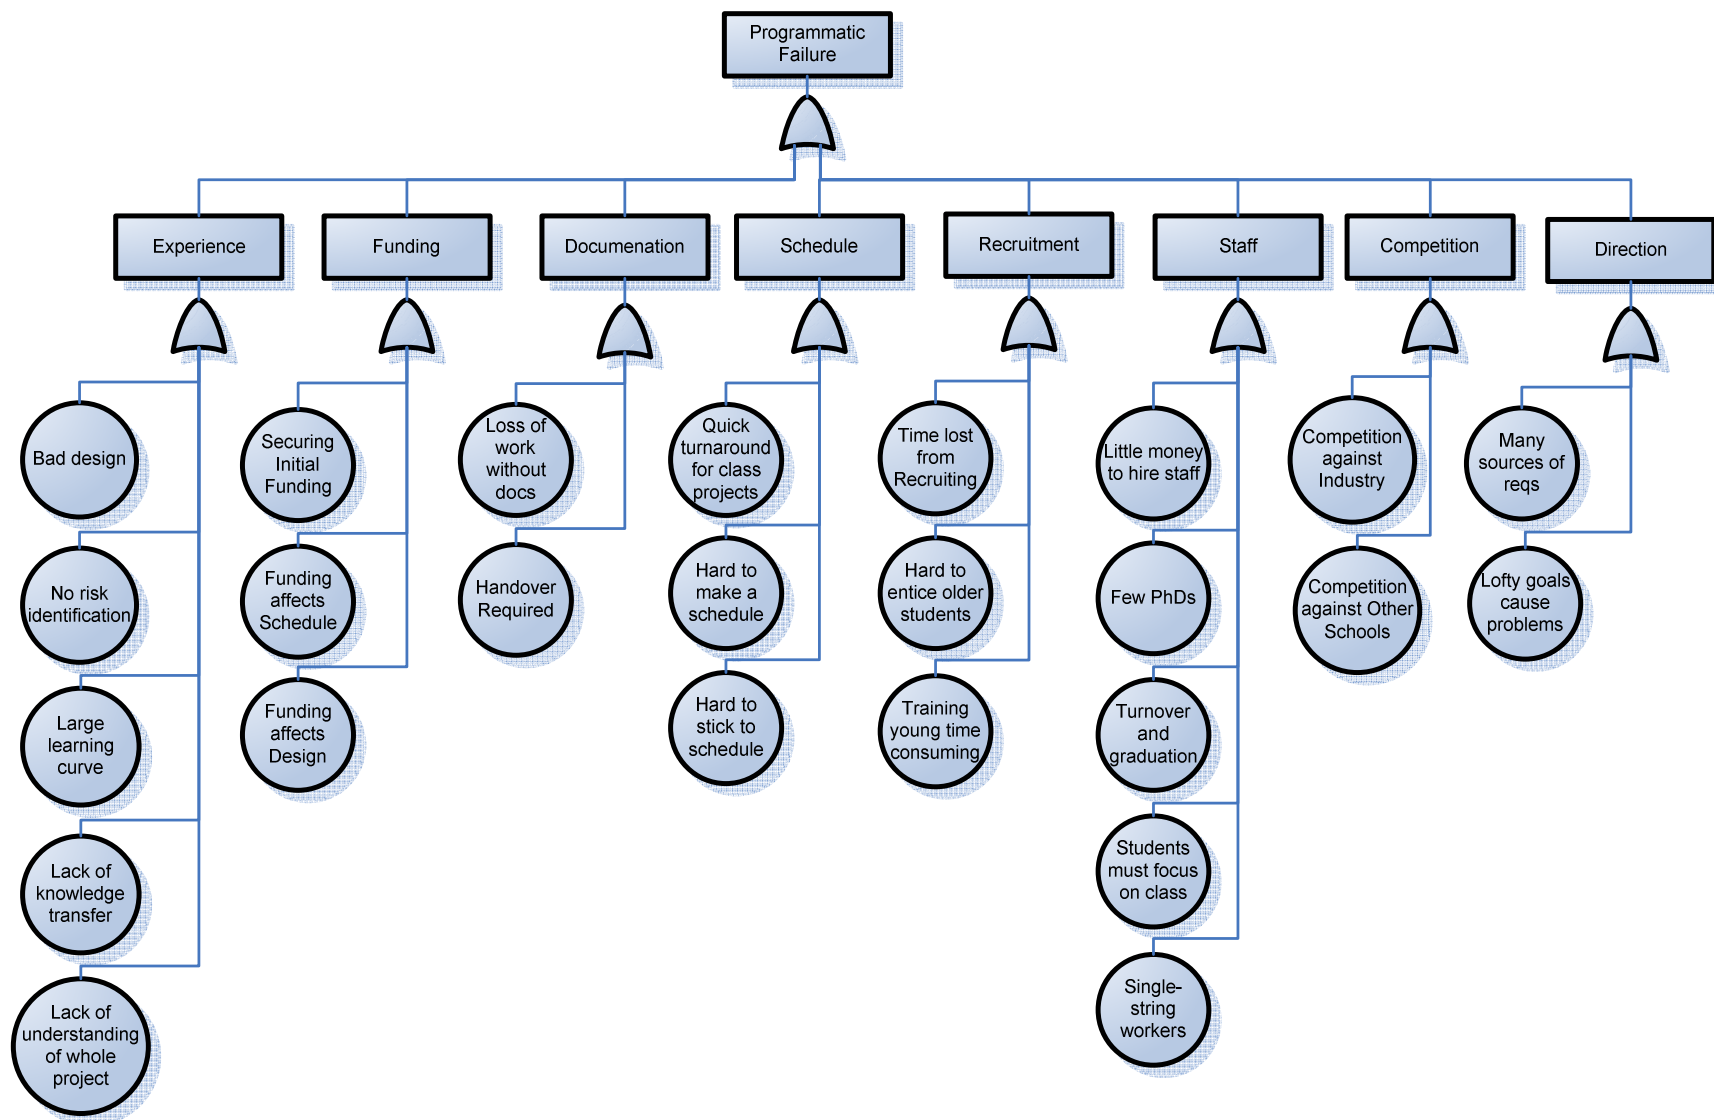 Programmatic
Failure
Experience
Funding
Documenation
Schedule
Recruitment
Staff
Competition
Direction
Bad design
No risk
identification
Large
learning
curve
Lack of
knowledge
transfer
Lack of
understanding
of whole
project
Securing
Initial
Funding
Funding
affects
Schedule
Funding
affects
Design
Loss of
work
without
docs
Handover
Required
Quick
turnaround
for class
projects
Hard to
make a
schedule
Hard to
stick to
schedule
Time lost
from
Recruiting
Hard to
entice older
students
Training
young time
consuming
Little money
to hire staff
Few PhDs
Turnover
and
graduation
Students
must focus
on class
Single-
string
workers
Competition
against
Industry
Competition
against Other
Schools
Many
sources of
reqs
Lofty goals
cause
problems